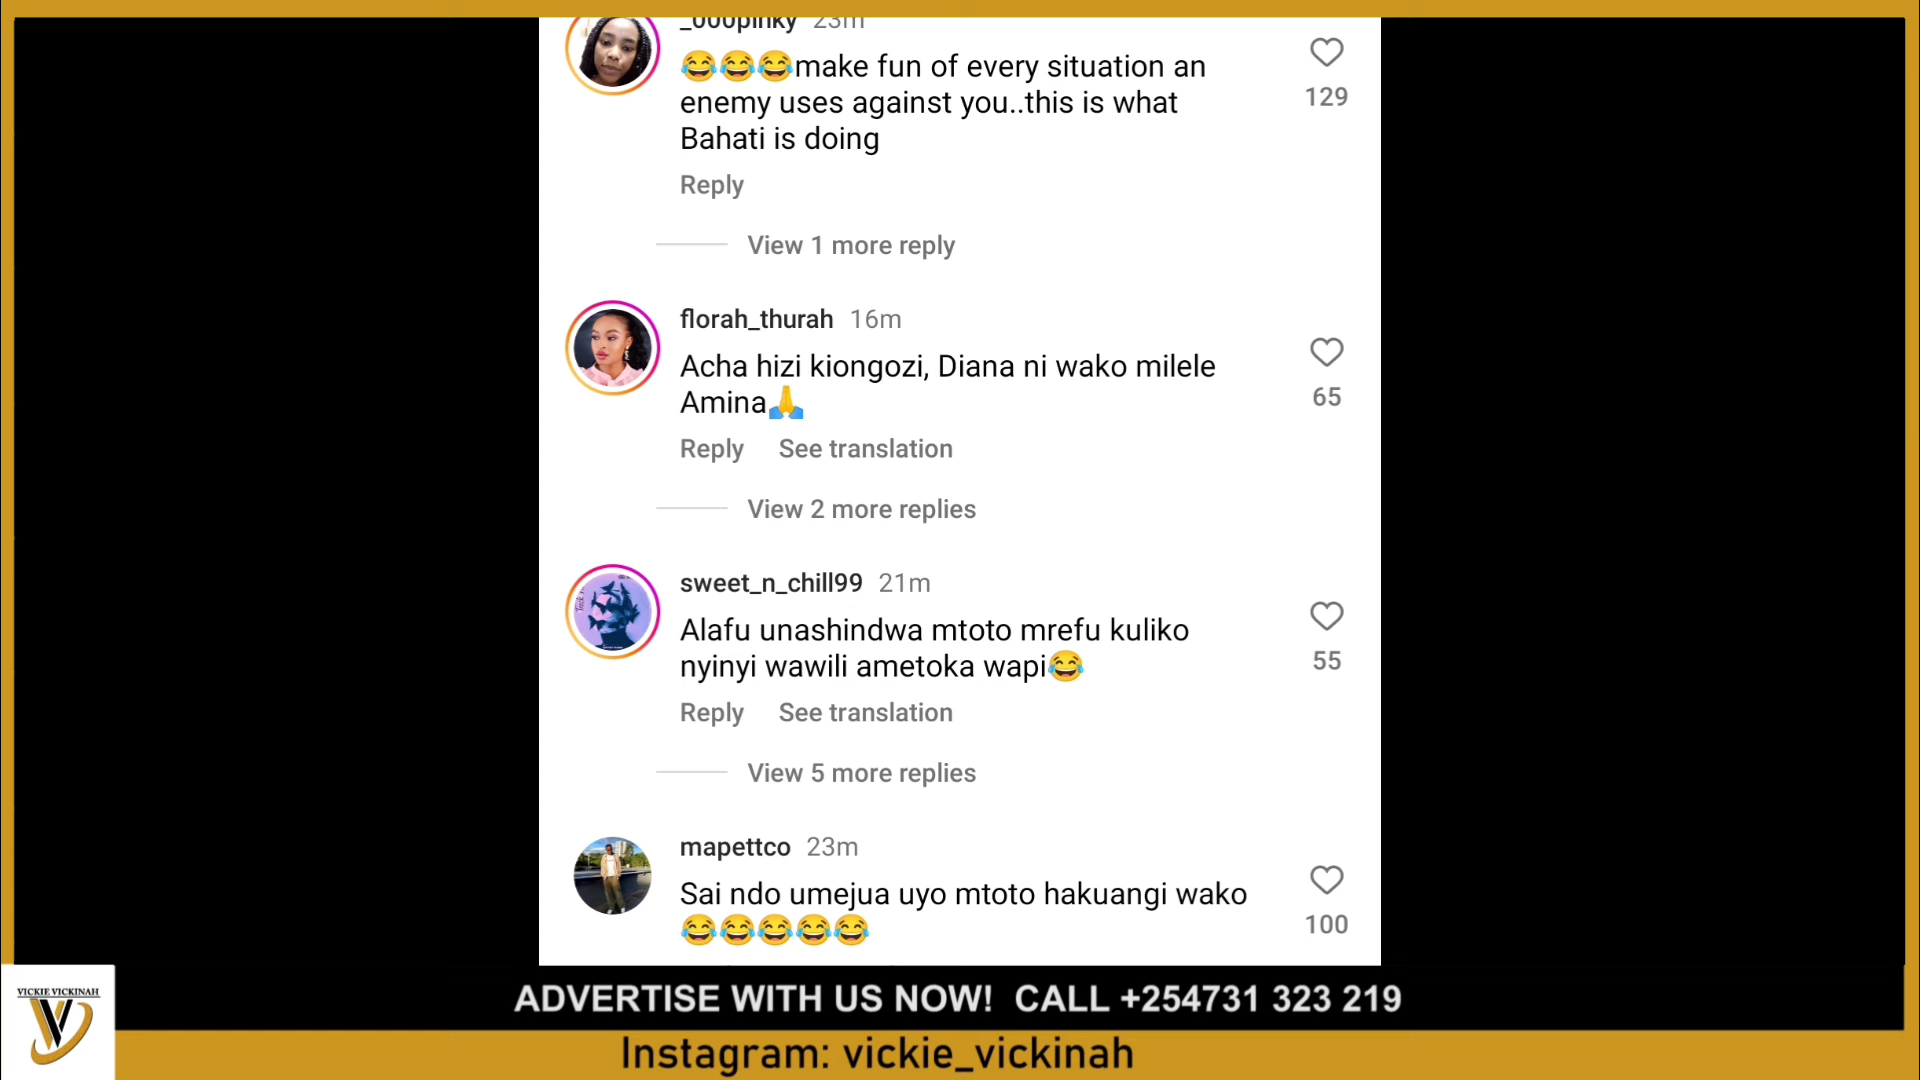 _000pinky 23m
😂😂😂make fun of every situation an
enemy uses against you..this is what
Bahati is doing
129
Reply
View 1 more reply
florah_thurah 16m
Acha hizi kiongozi, Diana ni wako milele
Amina🙏
65
Reply See translation
View 2 more replies
sweet_n_chill99 21m
Alafu unashindwa mtoto mrefu kuliko
nyinyi wawili ametoka wapi😂
55
Reply See translation
View 5 more replies
mapettco 23m
Sai ndo umejua uyo mtoto hakuangi wako
😂😂😂😂😂
100
VICKIE VICKINAH
ADVERTISE WITH US NOW! CALL +254731 323 219
Instagram: vickie_vickinah